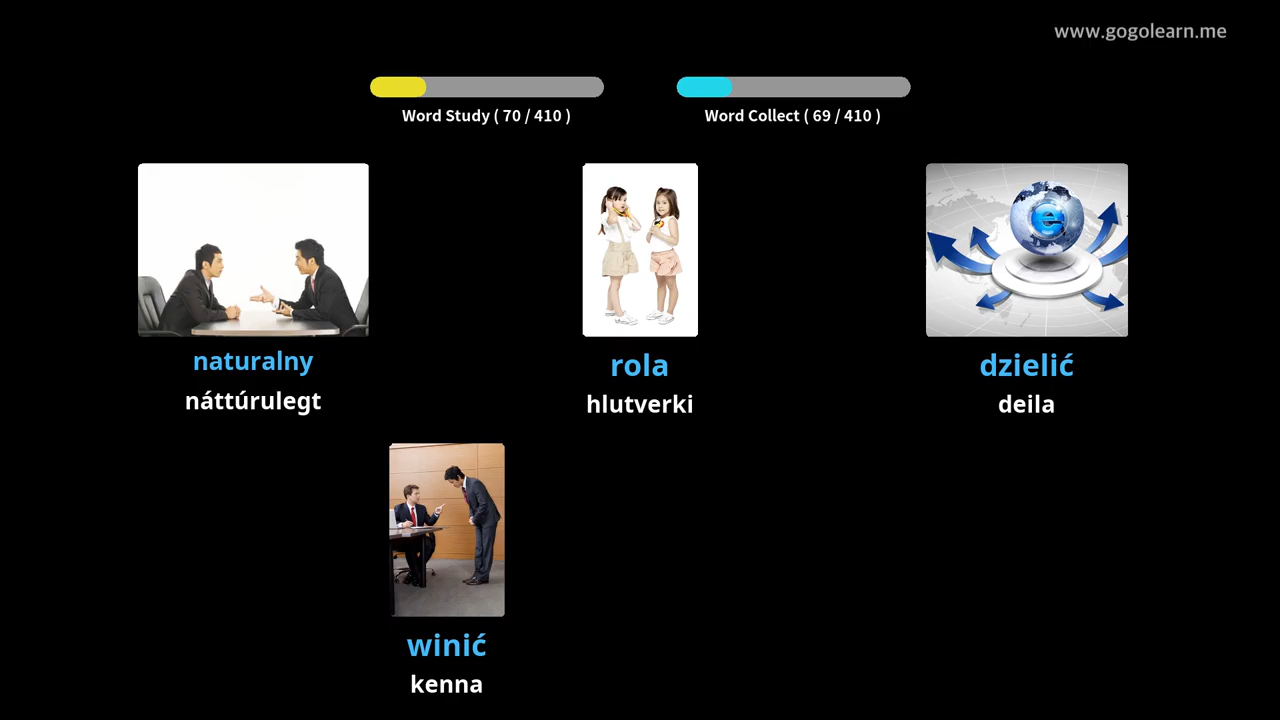 www.gogolearn.me
Word Study ( 70 / 410 )
Word Collect ( 69 / 410 )
naturalny
náttúrulegt
rola
hlutverki
dzielić
deila
winić
kenna